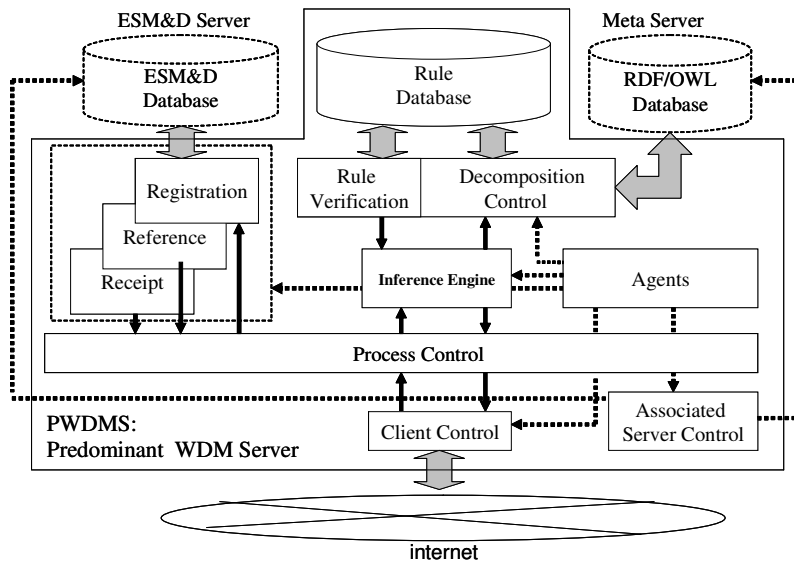 ESM&D Server
Meta Server
ESM&D
Database
Rule
Database
RDF/OWL
Database
Registration
Reference
Receipt
Rule
Verification
Decomposition
Control
Inference Engine
Agents
Process Control
PWDMS:
Predominant WDM Server
Client Control
Associated
Server Control
internet